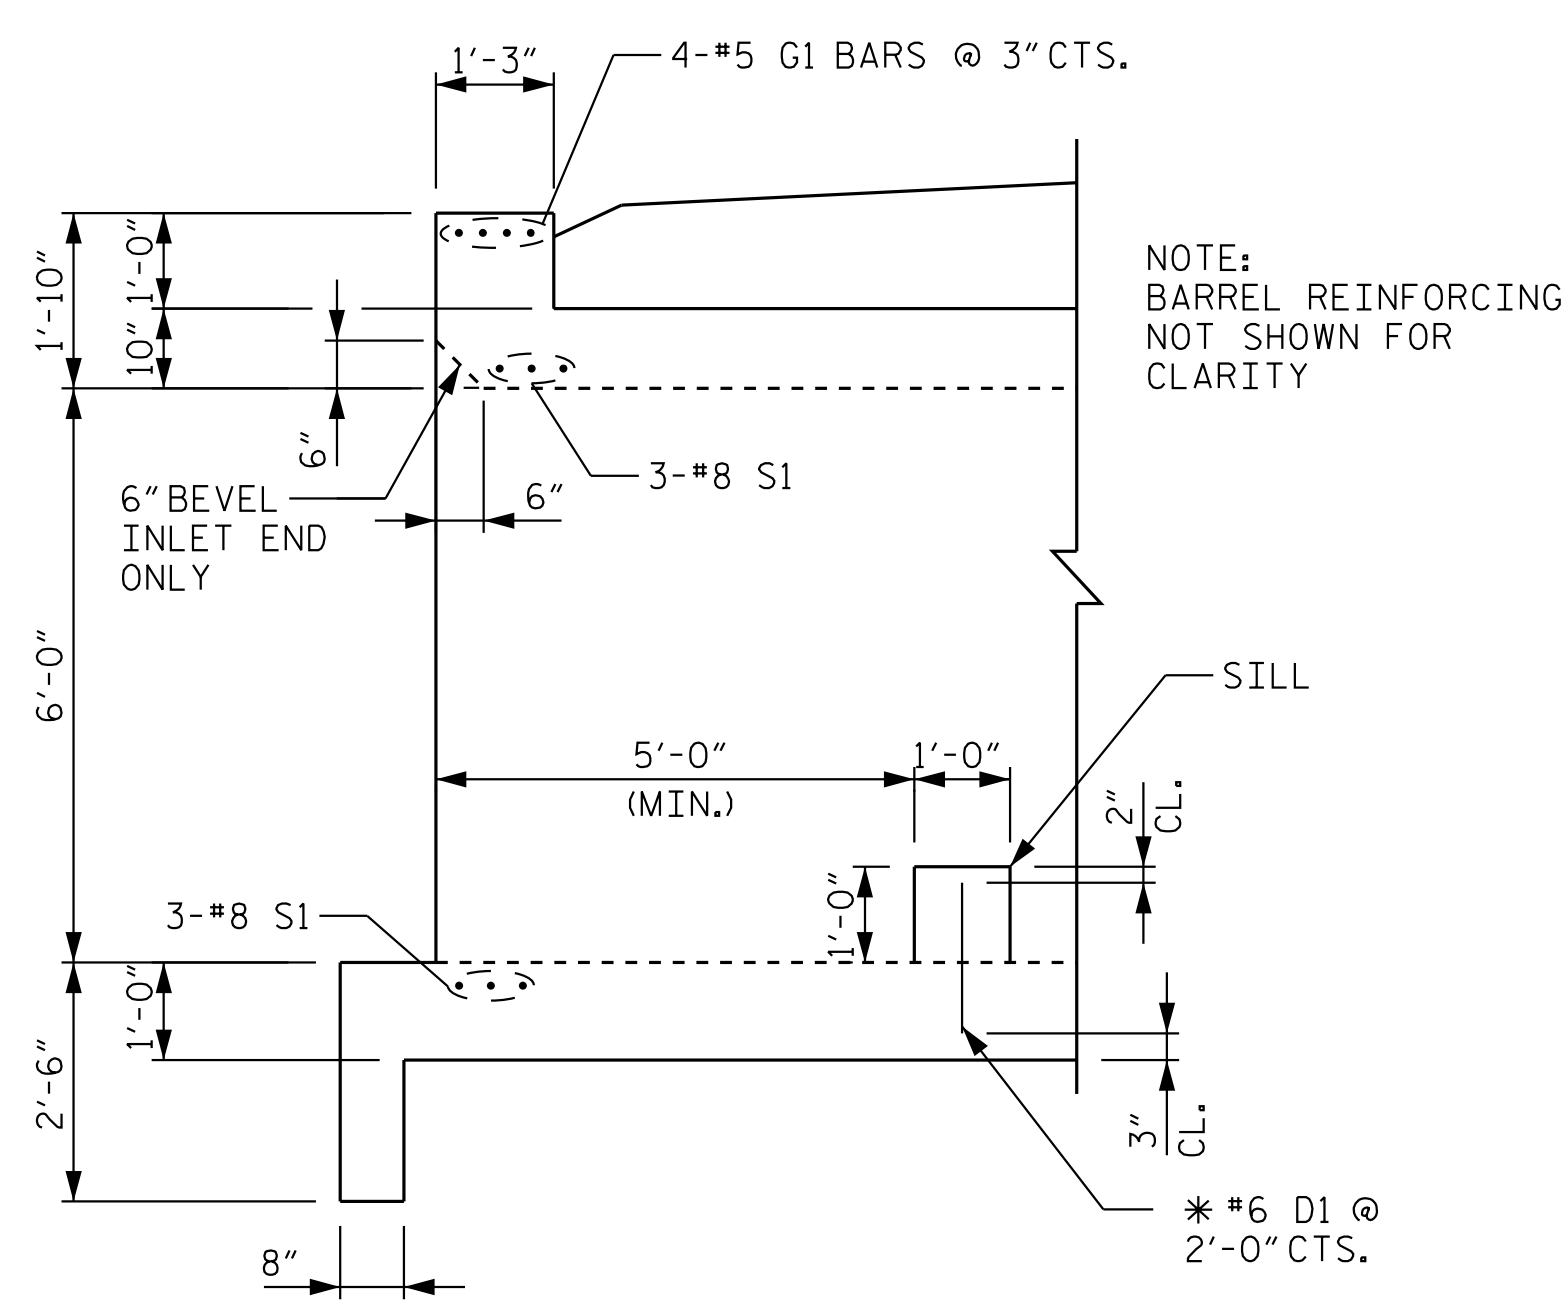 1'-3"
4-#5 G1 BARS @ 3" CTS.
1'-10"
1'-0"
10"
NOTE:
BARREL REINFORCING
NOT SHOWN FOR
CLARITY
6"
3-#8 S1
6" BEVEL
INLET END
ONLY
6"
6'-0"
SILL
5'-0"
(MIN.)
1'-0"
2"
CL.
1'-0"
3-#8 S1
1'-0"
2'-6"
3"
CL.
* #6 D1 @
2'-0" CTS.
8"